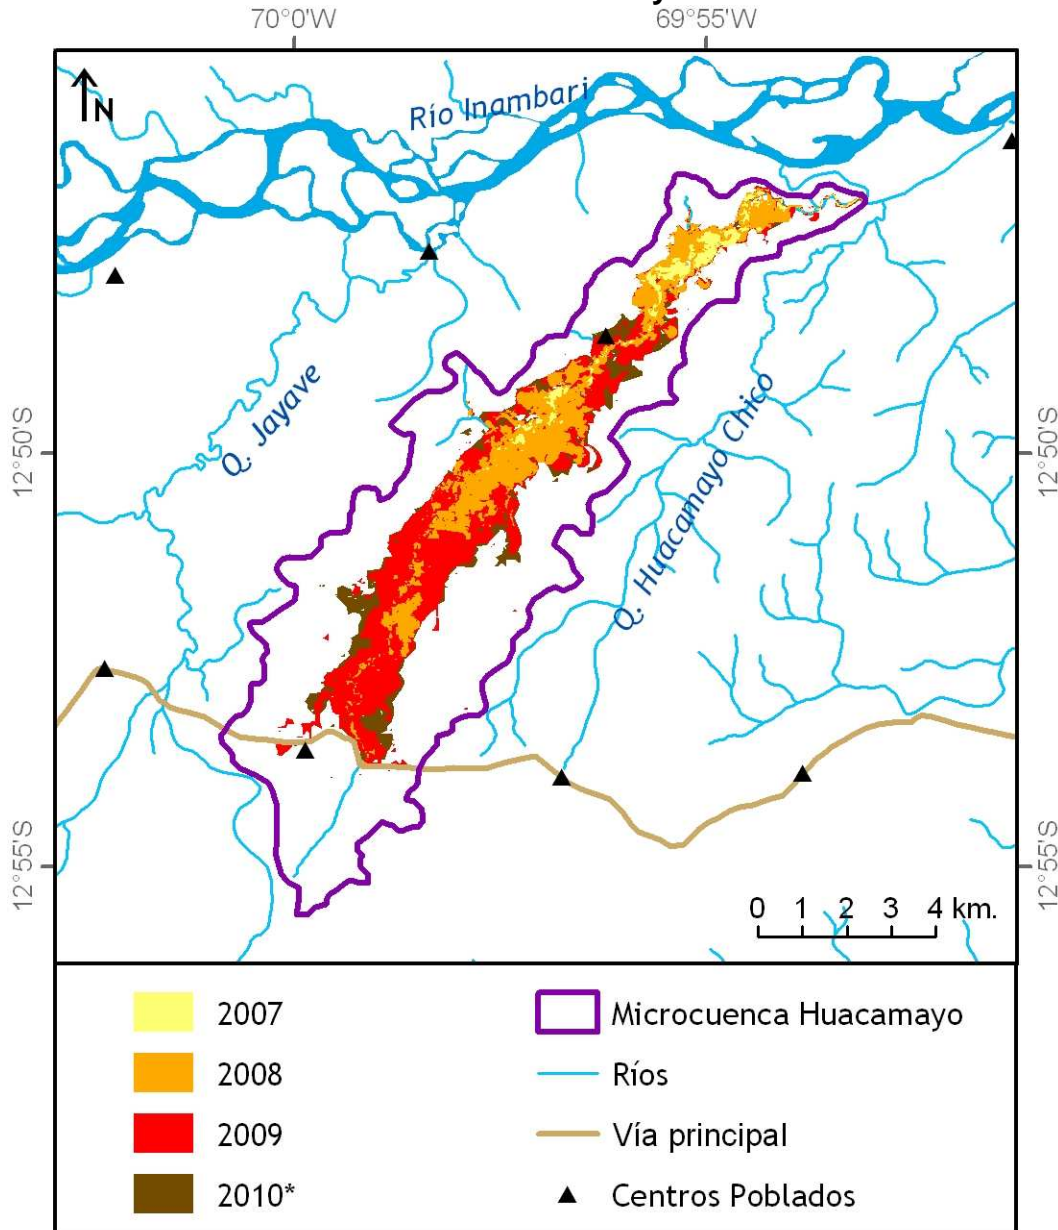 70°0'W
69°55'W
N
Río Inambari
12°50'S
12°50'S
Q. Jayave
Q. Huacamayo Chico
12°55'S
12°55'S
0 1 2 3 4 km.
2007
Microcuenca Huacamayo
2008
Ríos
2009
Vía principal
2010*
Centros Poblados